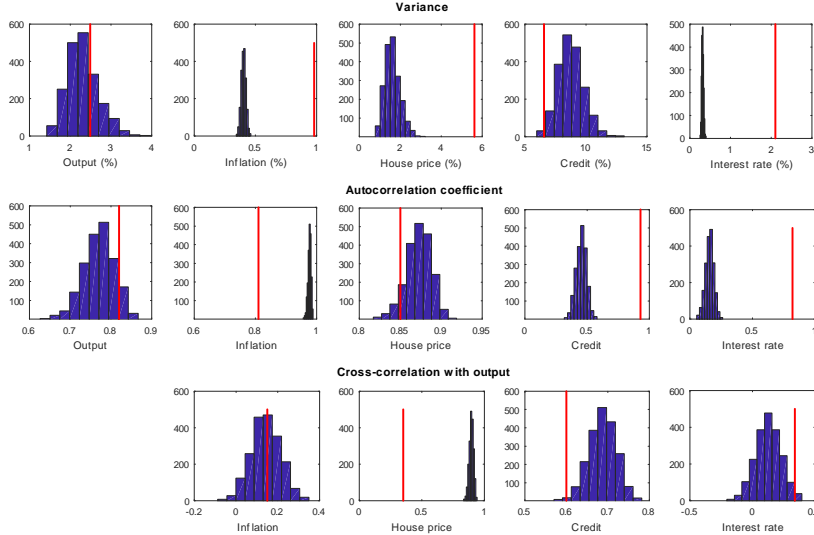 Variance
600 600 600 600 500
400 400 400 400
200 200 200 200
0 0 0
1 2 3 4 0 0.5 1 0 2 4 6 5 10 15 0 1 2 3
Output (%) Inflation (%) House price (%) Credit (%) Interest rate (%)
Autocorrelation coefficient
600 600 600 600 600
500 500 500 500
400 400 400 400 400
300 300 300 300
200 200 200 200 200
100 100 100 100
0
0.6 0.7 0.8 0.9 0.6 0.8 1 0.8 0.85 0.9 0.95 0 0.5 1 0 0.5 1
Output Inflation House price Credit Interest rate
Cross-correlation with output
600 600 600 600
500
400 400 400 400
300
200 200 200 200
100
0 0 0
-0.2 0 0.2 0.4 0 0.5 1 0.5 0.6 0.7 0.8 -0.5 0
Inflation House price Credit Interest rate